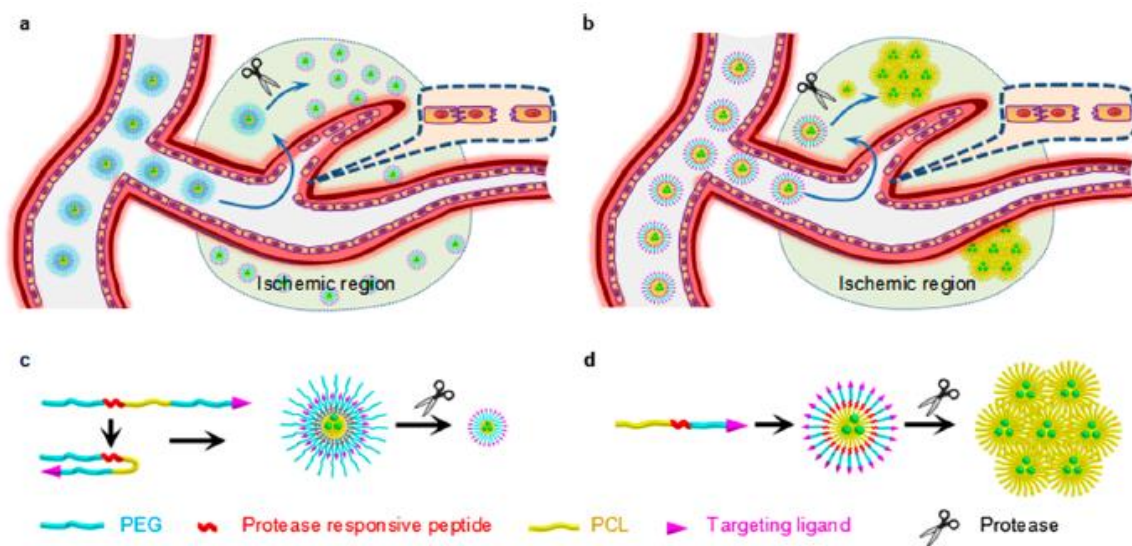 a
b
Ischemic region
Ischemic region
c
d
PEG
Protease responsive peptide
PCL
Targeting ligand
Protease